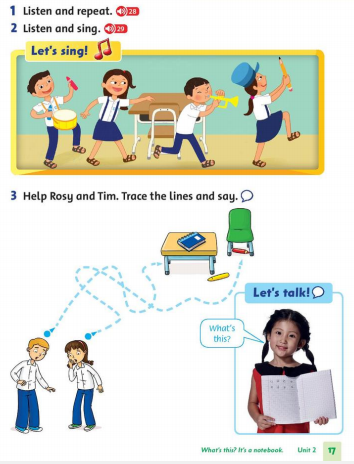 1 Listen and repeat. 28
2 Listen and sing. 29
Let's sing!
3 Help Rosy and Tim. Trace the lines and say.
Let's talk!
What's
this?
What's this? It's a notebook. Unit 2 17